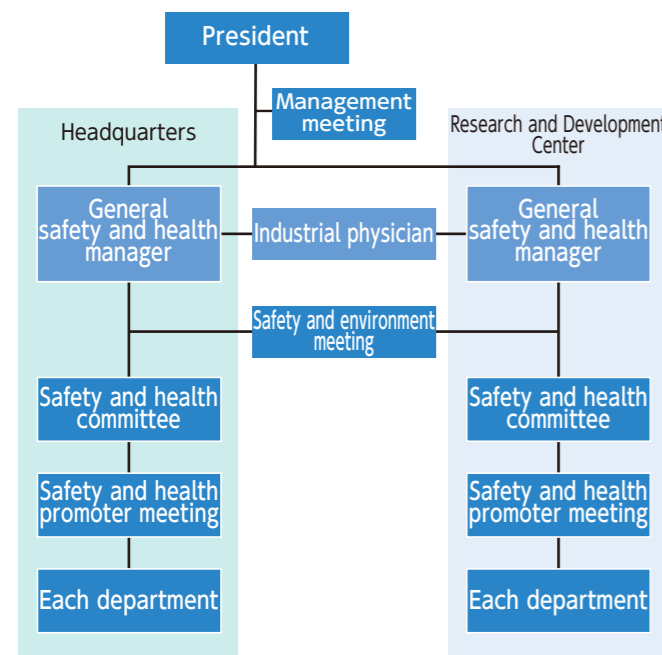 President
Management
meeting
Headquarters
Research and Development
Center
General
safety and health
manager
Industrial physician
General
safety and health
manager
Safety and environment
meeting
Safety and health
committee
Safety and health
committee
Safety and health
promoter meeting
Safety and health
promoter meeting
Each department
Each department